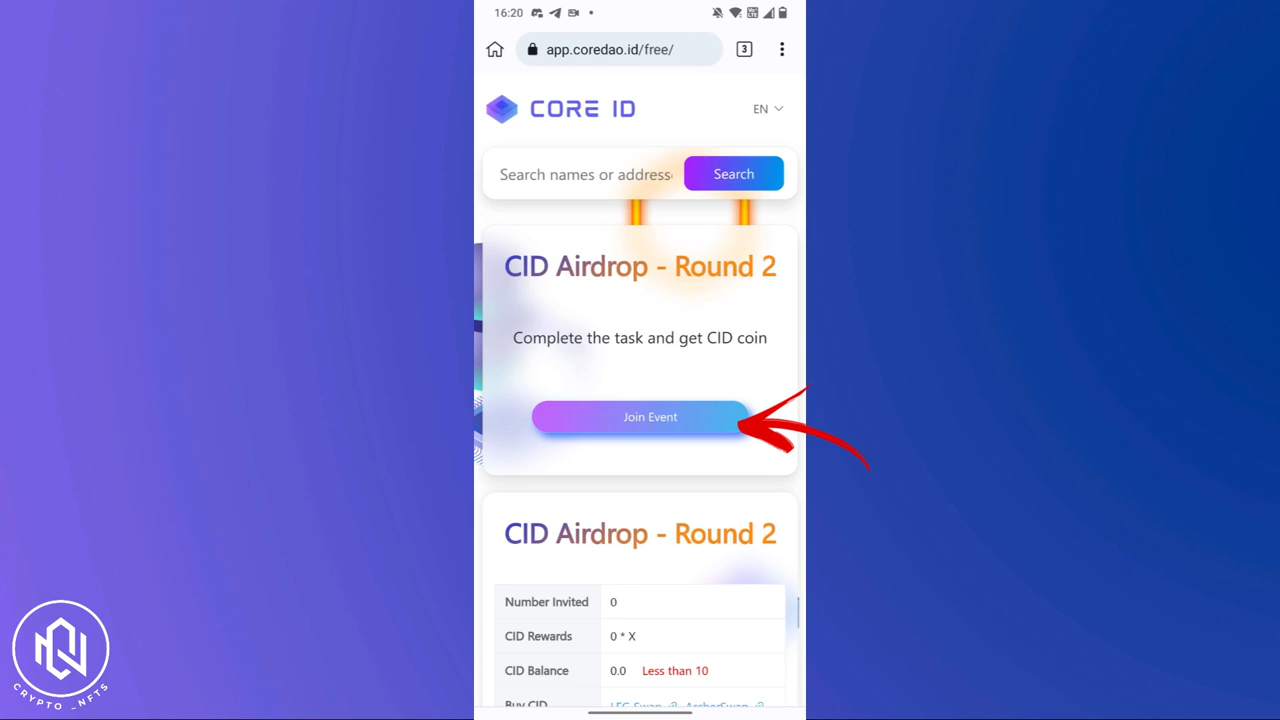 16:20
app.coredao.id/free/
3
CORE ID
EN
Search names or address
Search
CID Airdrop - Round 2
Complete the task and get CID coin
Join Event
CID Airdrop - Round 2
Number Invited 0
CID Rewards 0 * X
CID Balance 0.0 Less than 10
Buy CID LFG Swap ArcherSwap
CRYPTO _NFTS